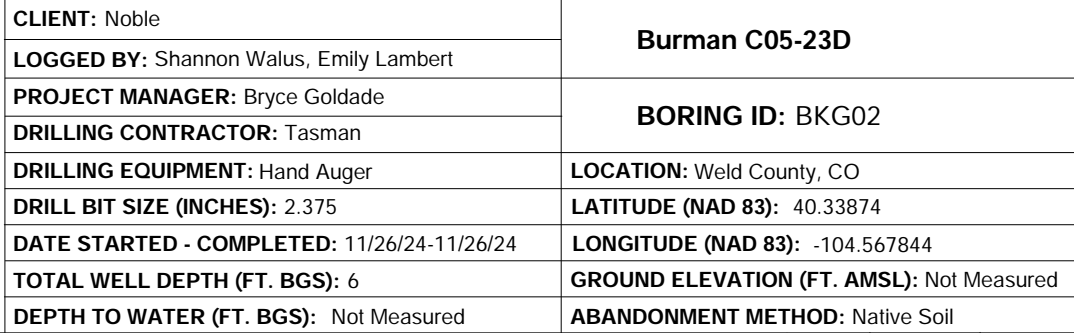 CLIENT: Noble
LOGGED BY: Shannon Walus, Emily Lambert
Burman C05-23D
PROJECT MANAGER: Bryce Goldade
DRILLING CONTRACTOR: Tasman
BORING ID: BKG02
DRILLING EQUIPMENT: Hand Auger
LOCATION: Weld County, CO
DRILL BIT SIZE (INCHES): 2.375
LATITUDE (NAD 83): 40.33874
DATE STARTED - COMPLETED: 11/26/24-11/26/24
LONGITUDE (NAD 83): -104.567844
TOTAL WELL DEPTH (FT. BGS): 6
GROUND ELEVATION (FT. AMSL): Not Measured
DEPTH TO WATER (FT. BGS): Not Measured
ABANDONMENT METHOD: Native Soil